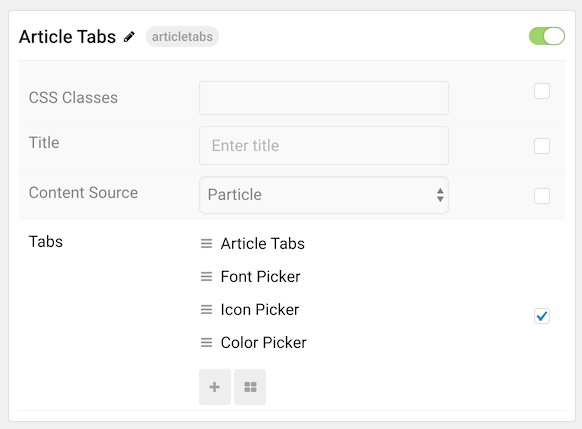 Article Tabs articletabs
CSS Classes
Title Enter title
Content Source Particle
Tabs Article Tabs
Font Picker
Icon Picker
Color Picker